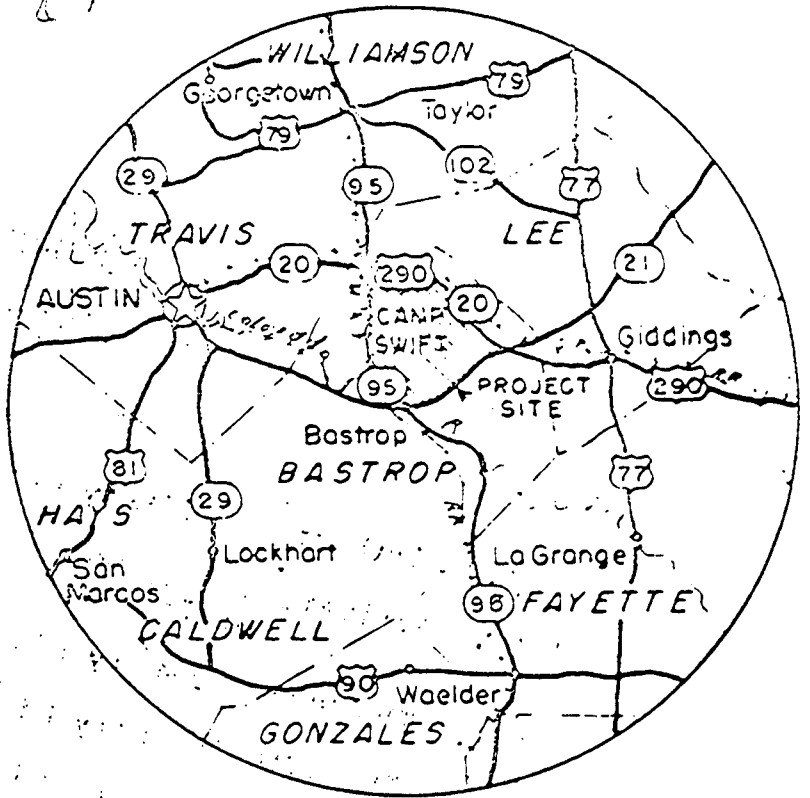 WILLIAMSON
Georgetown
79
Taylor
79
29
95
102
77
TRAVIS
LEE
20
290
21
AUSTIN
20
Colorado
CAMP
SWIFT
Giddings
95
PROJECT
SITE
290
Bastrop
BASTROP
81
77
29
HAYS
Lockhart
La Grange
San
Marcos
96
FAYETTE
CALDWELL
90
Waelder
GONZALES